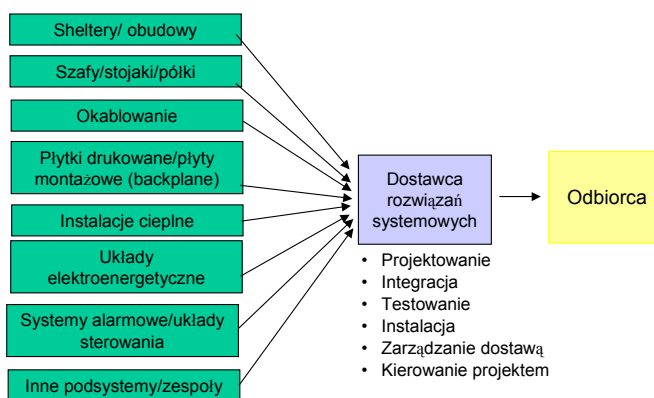 Sheltery/ obudowy
Szafy/stojaki/półki
Okablowanie
Płytki drukowane/płyty
montażowe (backplane)
Instalacje cieplne
Układy
elektroenergetyczne
Systemy alarmowe/układy
sterowania
Inne podsystemy/zespoły
Dostawca
rozwiązań
systemowych
• Projektowanie
• Integracja
• Testowanie
• Instalacja
• Zarządzanie dostawą
• Kierowanie projektem
Odbiorca